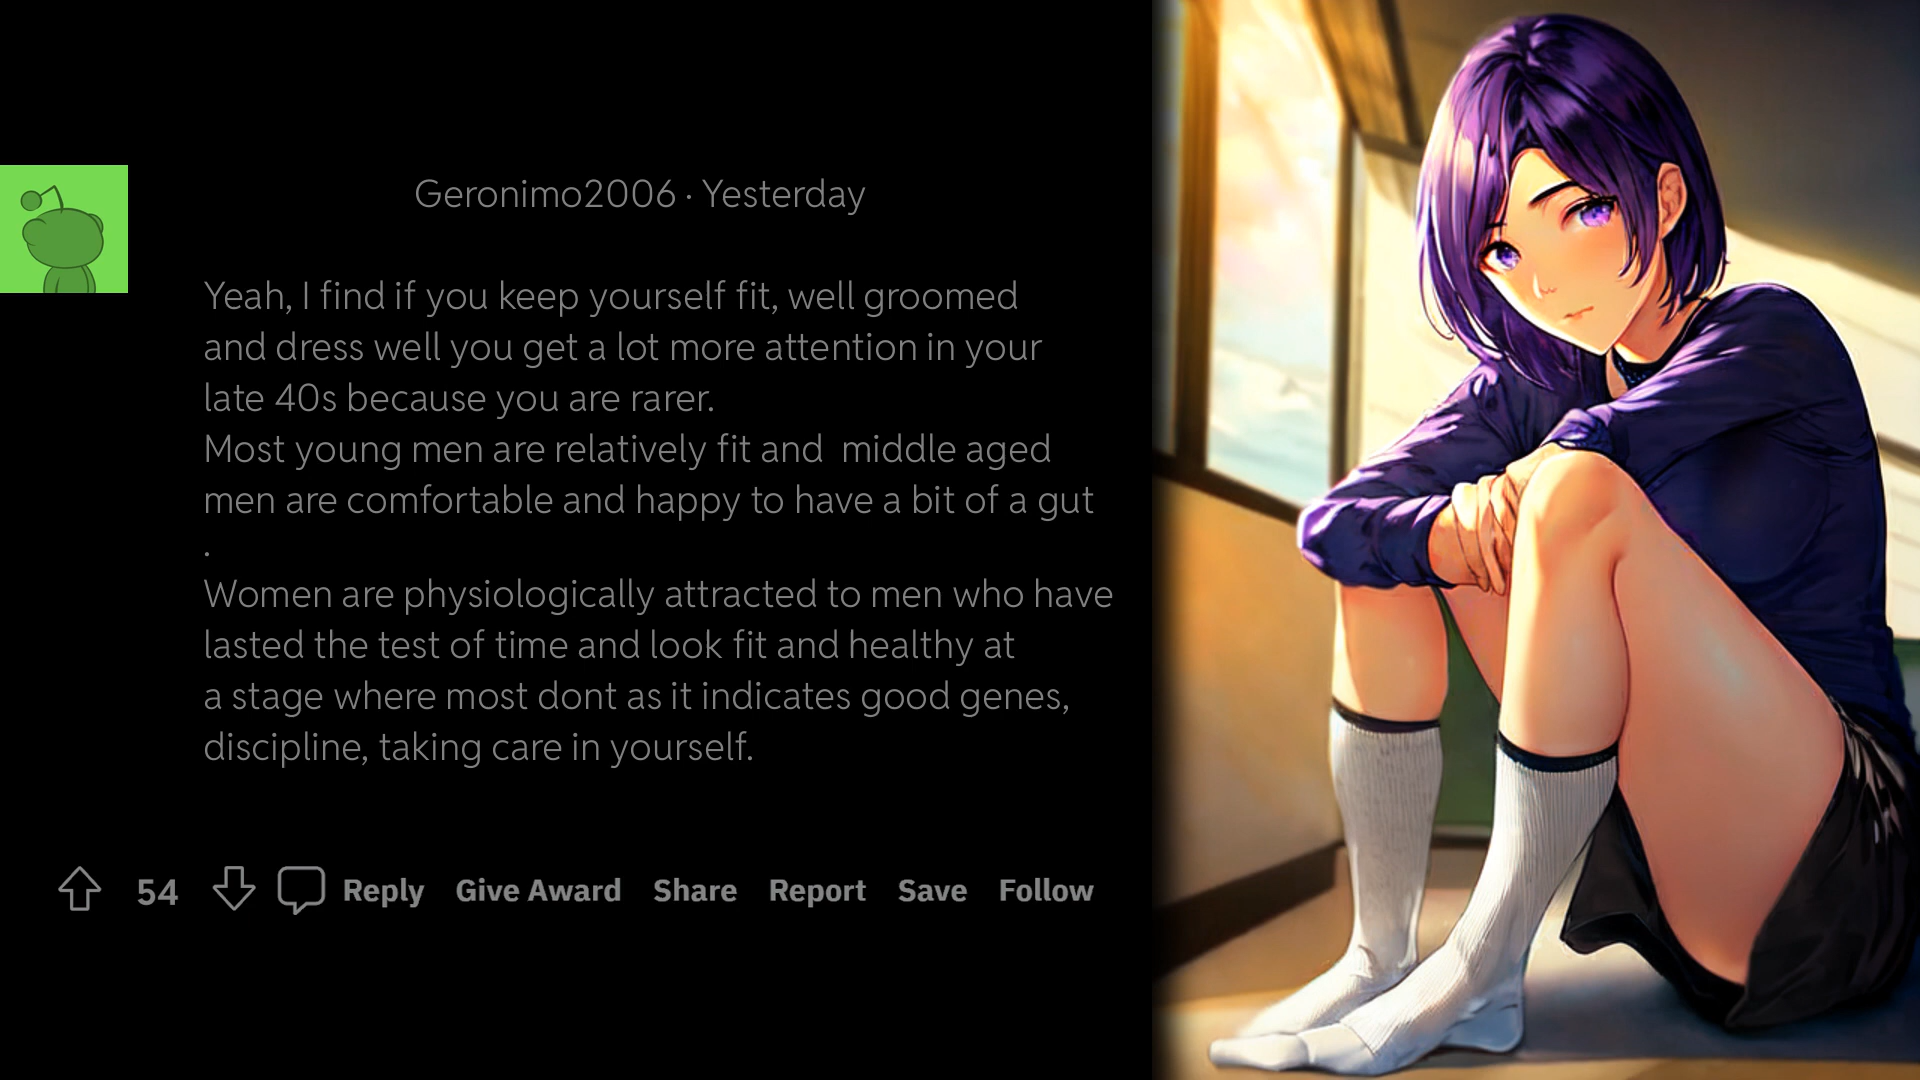 Geronimo2006 · Yesterday
Yeah, I find if you keep yourself fit, well groomed
and dress well you get a lot more attention in your
late 40s because you are rarer.
Most young men are relatively fit and  middle aged
men are comfortable and happy to have a bit of a gut
.
Women are physiologically attracted to men who have
lasted the test of time and look fit and healthy at
a stage where most dont as it indicates good genes,
discipline, taking care in yourself.
54 Reply Give Award Share Report Save Follow